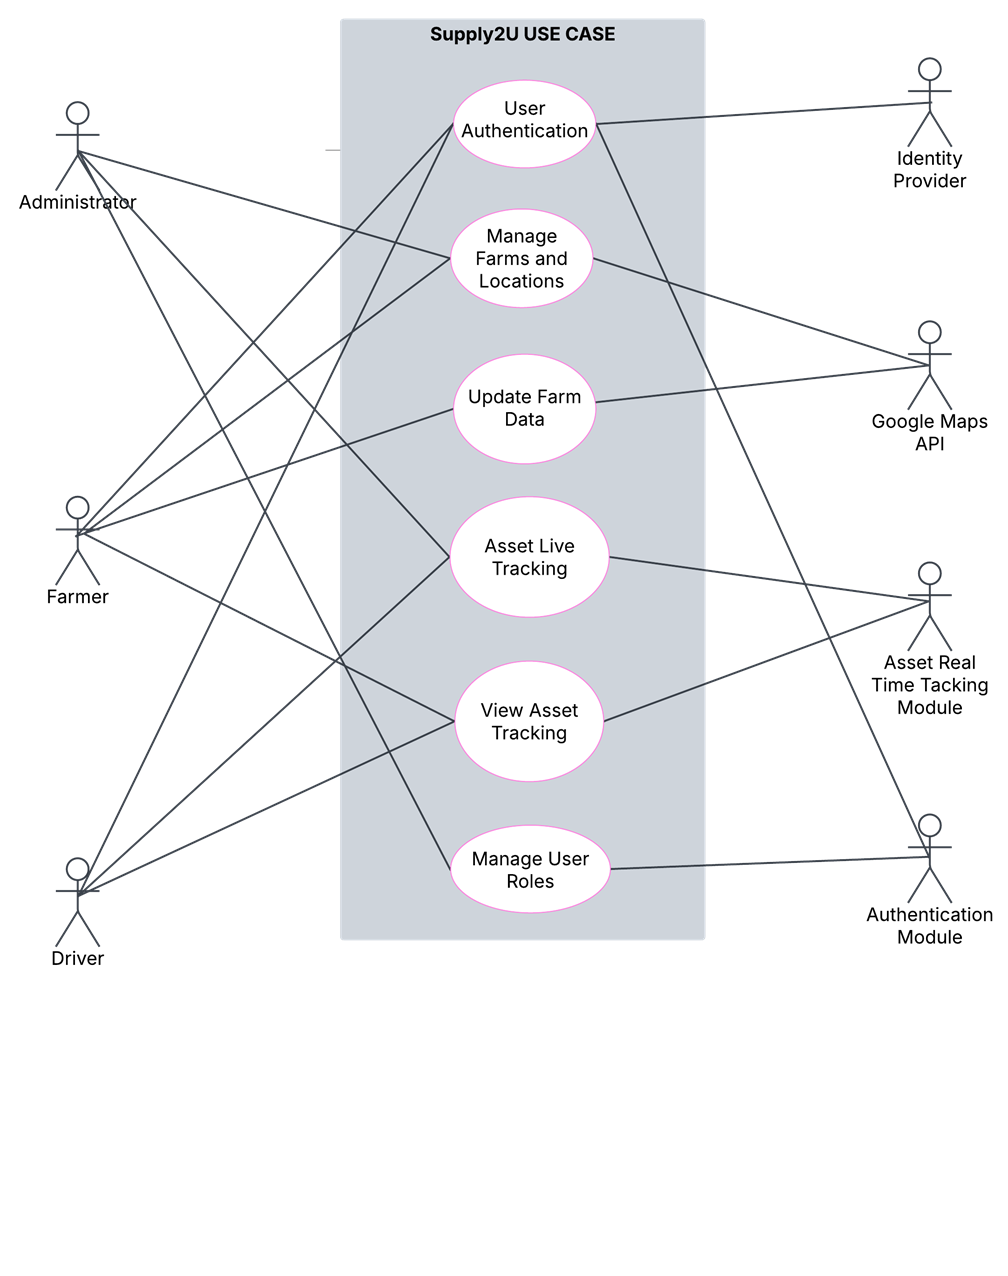 Supply2U USE CASE
User
Authentication
Identity
Provider
Administrator
Manage
Farms and
Locations
Google Maps
API
Update Farm
Data
Asset Live
Tracking
Farmer
Asset Real
Time Tacking
Module
View Asset
Tracking
Manage User
Roles
Authentication
Module
Driver